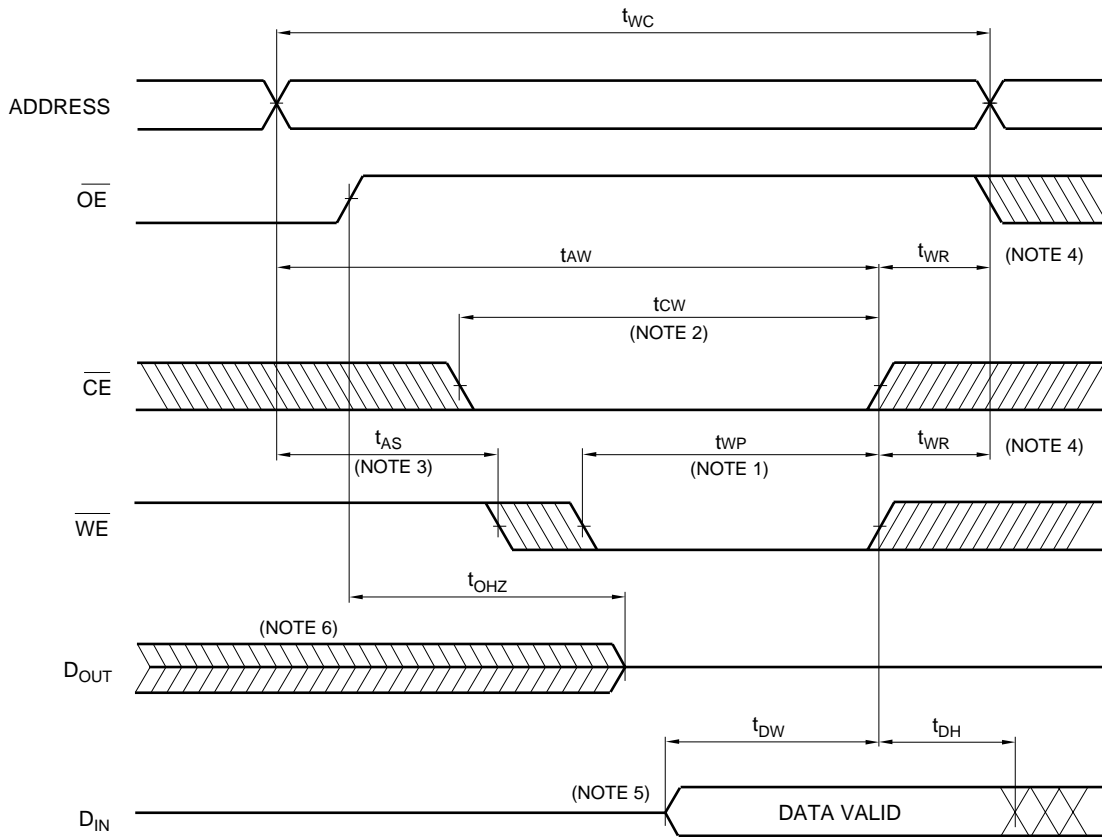 tWC
ADDRESS
OE
tAW
tWR
(NOTE 4)
tCW
(NOTE 2)
CE
tAS
(NOTE 3)
tWP
(NOTE 1)
tWR
(NOTE 4)
WE
tOHZ
(NOTE 6)
DOUT
tDW
tDH
(NOTE 5)
DATA VALID
DIN